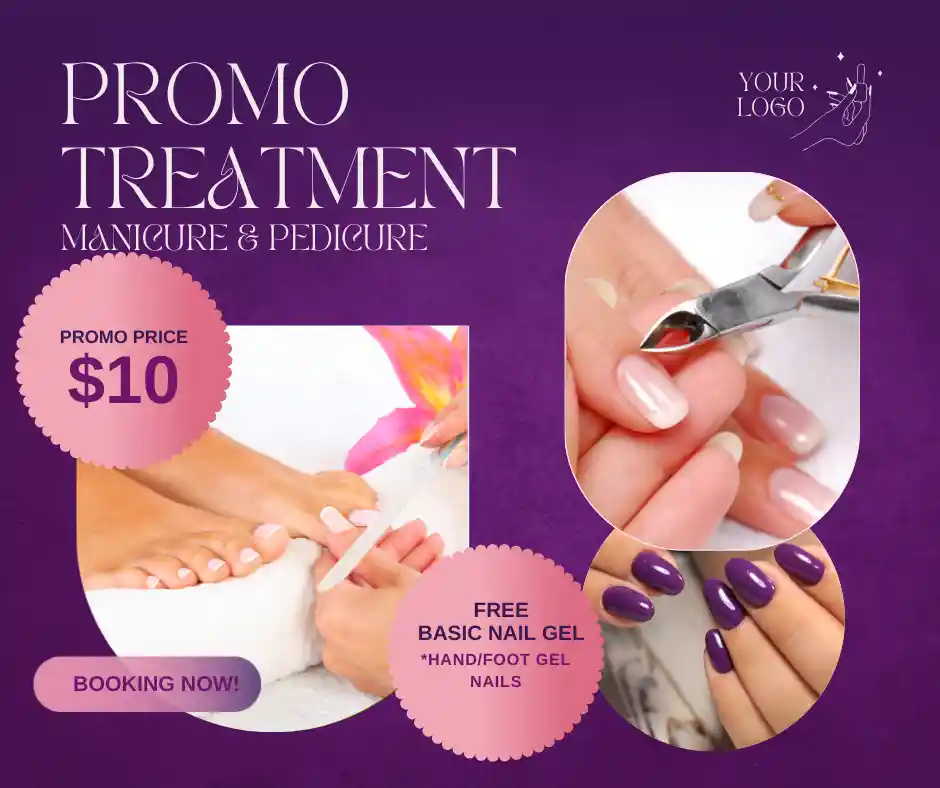 PROMO
TREATMENT
MANICURE & PEDICURE
YOUR
LOGO
PROMO PRICE
$10
FREE
BASIC NAIL GEL
*HAND/FOOT GEL
NAILS
BOOKING NOW!